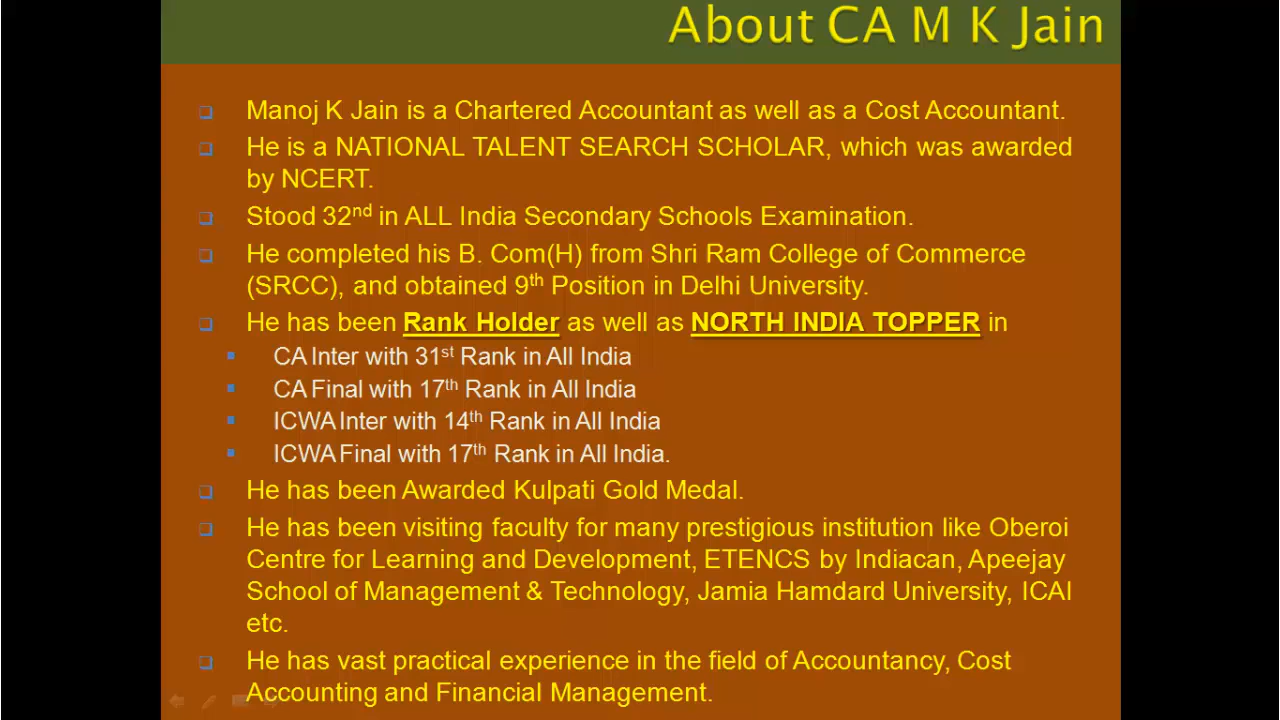 About CA M K Jain
Manoj K Jain is a Chartered Accountant as well as a Cost Accountant.
He is a NATIONAL TALENT SEARCH SCHOLAR, which was awarded
by NCERT.
Stood 32nd in ALL India Secondary Schools Examination.
He completed his B. Com(H) from Shri Ram College of Commerce
(SRCC), and obtained 9th Position in Delhi University.
He has been Rank Holder as well as NORTH INDIA TOPPER in
CA Inter with 31st Rank in All India
CA Final with 17th Rank in All India
ICWA Inter with 14th Rank in All India
ICWA Final with 17th Rank in All India.
He has been Awarded Kulpati Gold Medal.
He has been visiting faculty for many prestigious institution like Oberoi
Centre for Learning and Development, ETENCS by Indiacan, Apeejay
School of Management & Technology, Jamia Hamdard University, ICAI
etc.
He has vast practical experience in the field of Accountancy, Cost
Accounting and Financial Management.